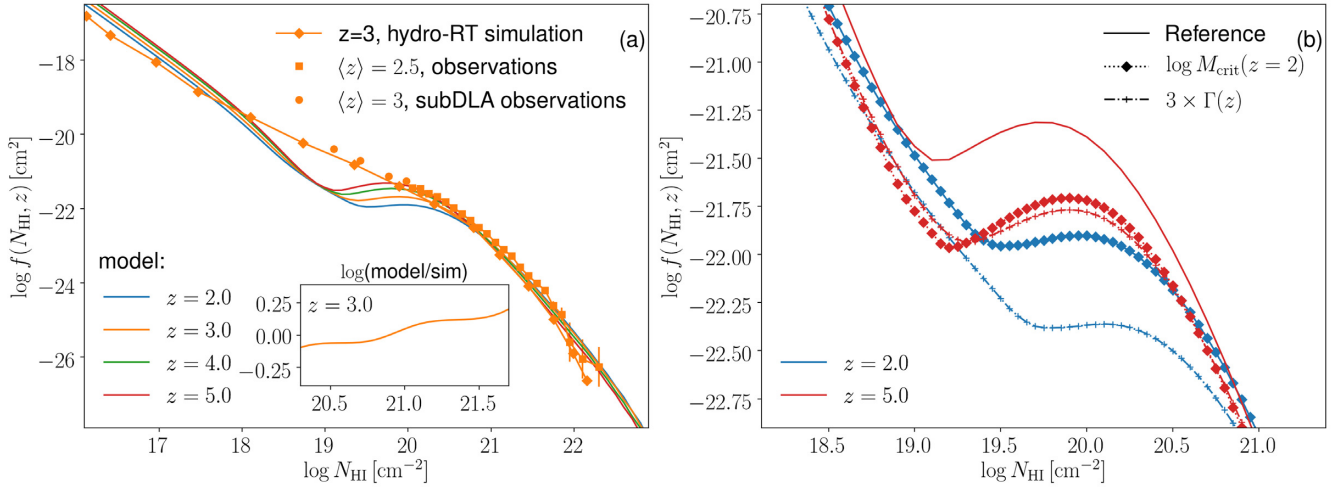 z=3, hydro-RT simulation
(a)
⟨z⟩ = 2.5, observations
⟨z⟩ = 3, subDLA observations
log f(N_HI, z) [cm²]
−18
−20
−22
−24
−26
model:
z = 2.0
z = 3.0
z = 4.0
z = 5.0
log(model/sim)
z = 3.0
0.25
0.00
−0.25
20.5 21.0 21.5
17 18 19 20 21 22
log N_HI [cm⁻²]
Reference
(b)
log M_crit(z = 2)
3 × Γ(z)
log f(N_HI, z) [cm²]
−20.75
−21.00
−21.25
−21.50
−21.75
−22.00
−22.25
−22.50
−22.75
z = 2.0
z = 5.0
18.5 19.0 19.5 20.0 20.5 21.0
log N_HI [cm⁻²]